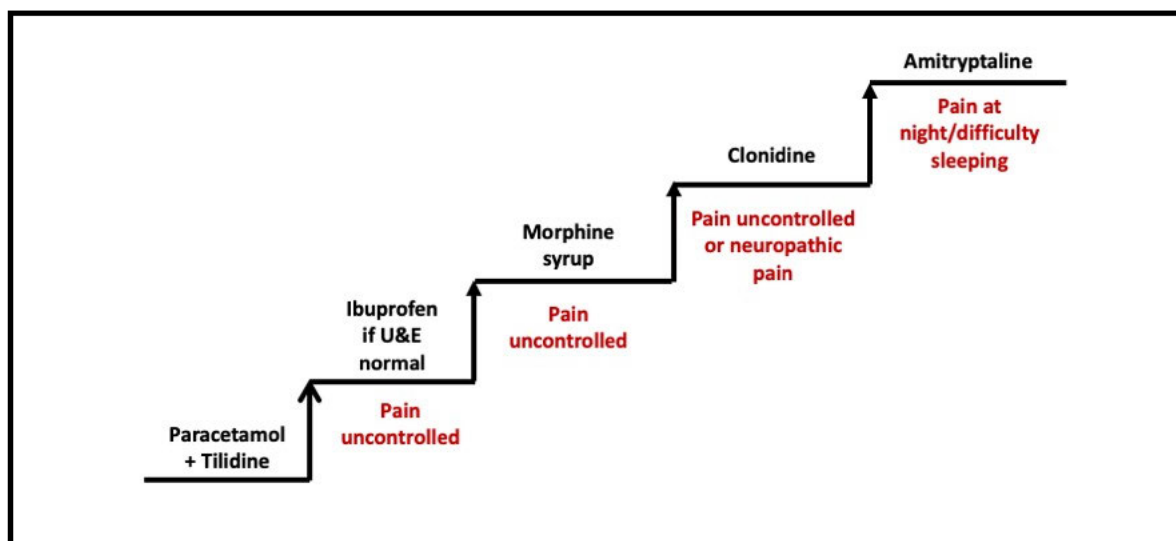 Paracetamol
+ Tilidine
Ibuprofen
if U&E
normal
Pain
uncontrolled
Morphine
syrup
Pain
uncontrolled
Clonidine
Pain uncontrolled
or neuropathic
pain
Amitryptaline
Pain at
night/difficulty
sleeping